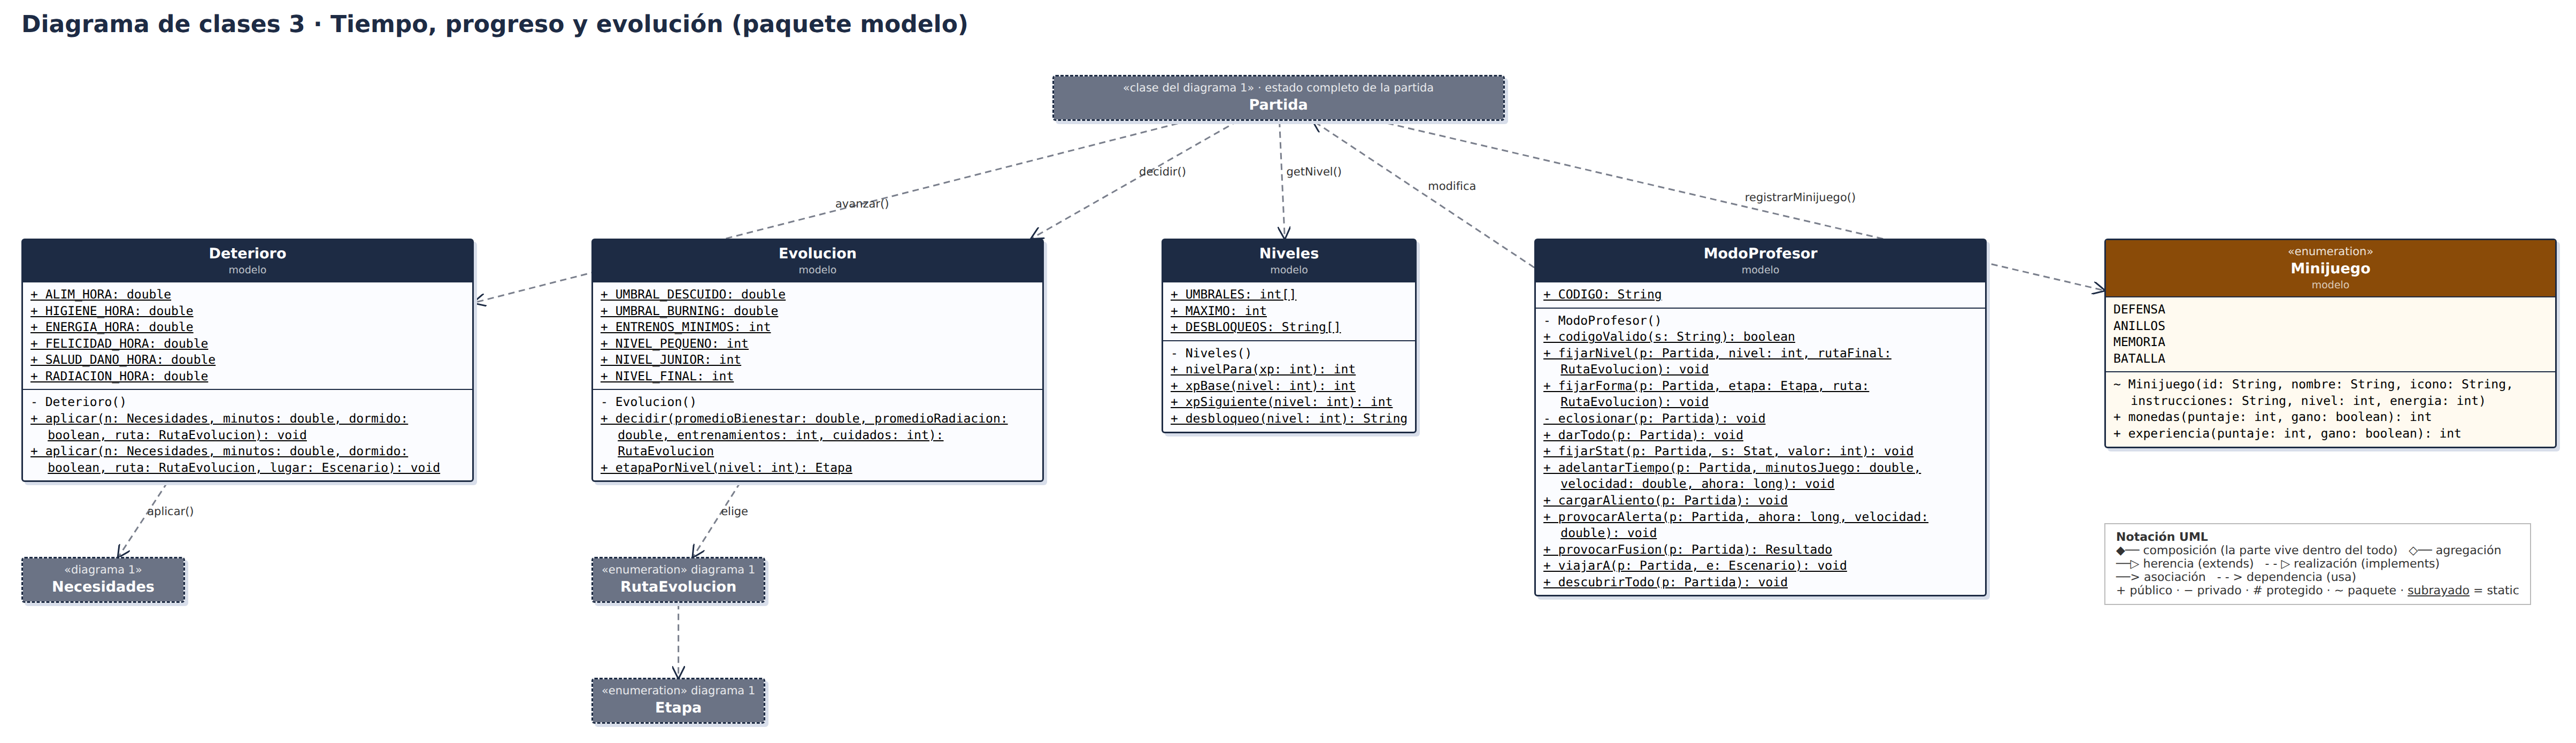 Diagrama de clases 3 · Tiempo, progreso y evolución (paquete modelo)
«clase del diagrama 1» · estado completo de la partida
Partida
avanzar()
decidir()
getNivel()
modifica
registrarMinijuego()
Deterioro
modelo
+ ALIM_HORA: double
+ HIGIENE_HORA: double
+ ENERGIA_HORA: double
+ FELICIDAD_HORA: double
+ SALUD_DANO_HORA: double
+ RADIACION_HORA: double
- Deterioro()
+ aplicar(n: Necesidades, minutos: double, dormido:
boolean, ruta: RutaEvolucion): void
+ aplicar(n: Necesidades, minutos: double, dormido:
boolean, ruta: RutaEvolucion, lugar: Escenario): void
Evolucion
modelo
+ UMBRAL_DESCUIDO: double
+ UMBRAL_BURNING: double
+ ENTRENOS_MINIMOS: int
+ NIVEL_PEQUENO: int
+ NIVEL_JUNIOR: int
+ NIVEL_FINAL: int
- Evolucion()
+ decidir(promedioBienestar: double, promedioRadiacion:
double, entrenamientos: int, cuidados: int):
RutaEvolucion
+ etapaPorNivel(nivel: int): Etapa
Niveles
modelo
+ UMBRALES: int[]
+ MAXIMO: int
+ DESBLOQUEOS: String[]
- Niveles()
+ nivelPara(xp: int): int
+ xpBase(nivel: int): int
+ xpSiguiente(nivel: int): int
+ desbloqueo(nivel: int): String
ModoProfesor
modelo
+ CODIGO: String
- ModoProfesor()
+ codigoValido(s: String): boolean
+ fijarNivel(p: Partida, nivel: int, rutaFinal:
RutaEvolucion): void
+ fijarForma(p: Partida, etapa: Etapa, ruta:
RutaEvolucion): void
- eclosionar(p: Partida): void
+ darTodo(p: Partida): void
+ fijarStat(p: Partida, s: Stat, valor: int): void
+ adelantarTiempo(p: Partida, minutosJuego: double,
velocidad: double, ahora: long): void
+ cargarAliento(p: Partida): void
+ provocarAlerta(p: Partida, ahora: long, velocidad:
double): void
+ provocarFusion(p: Partida): Resultado
+ viajarA(p: Partida, e: Escenario): void
+ descubrirTodo(p: Partida): void
«enumeration»
Minijuego
modelo
DEFENSA
ANILLOS
MEMORIA
BATALLA
~ Minijuego(id: String, nombre: String, icono: String,
instrucciones: String, nivel: int, energia: int)
+ monedas(puntaje: int, gano: boolean): int
+ experiencia(puntaje: int, gano: boolean): int
aplicar()
elige
«diagrama 1»
Necesidades
«enumeration» diagrama 1
RutaEvolucion
«enumeration» diagrama 1
Etapa
Notación UML
◆── composición (la parte vive dentro del todo) ◇── agregación
──▷ herencia (extends) - - ▷ realización (implements)
──> asociación - - > dependencia (usa)
+ público · − privado · # protegido · ~ paquete · subrayado = static